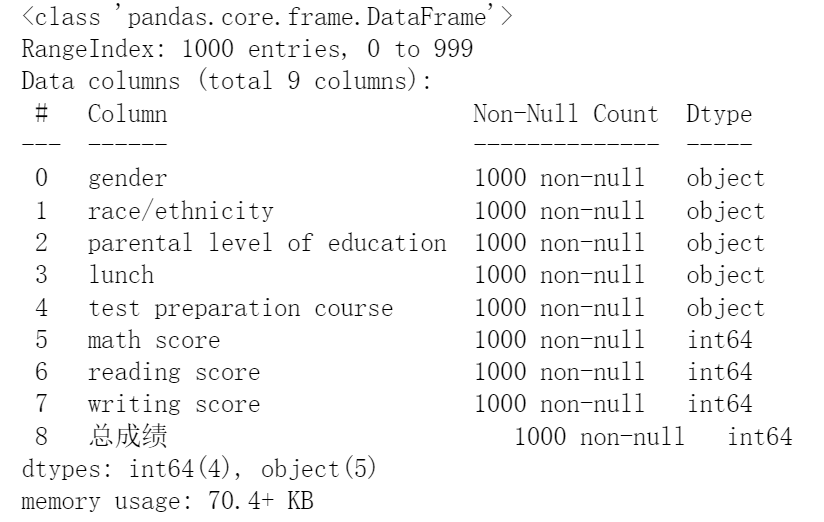 <class 'pandas.core.frame.DataFrame'>
RangeIndex: 1000 entries, 0 to 999
Data columns (total 9 columns):
 #   Column                       Non-Null Count  Dtype
---  ------                       --------------  -----
 0   gender                       1000 non-null   object
 1   race/ethnicity               1000 non-null   object
 2   parental level of education  1000 non-null   object
 3   lunch                        1000 non-null   object
 4   test preparation course      1000 non-null   object
 5   math score                   1000 non-null   int64
 6   reading score                1000 non-null   int64
 7   writing score                1000 non-null   int64
 8   总成绩                          1000 non-null   int64
dtypes: int64(4), object(5)
memory usage: 70.4+ KB